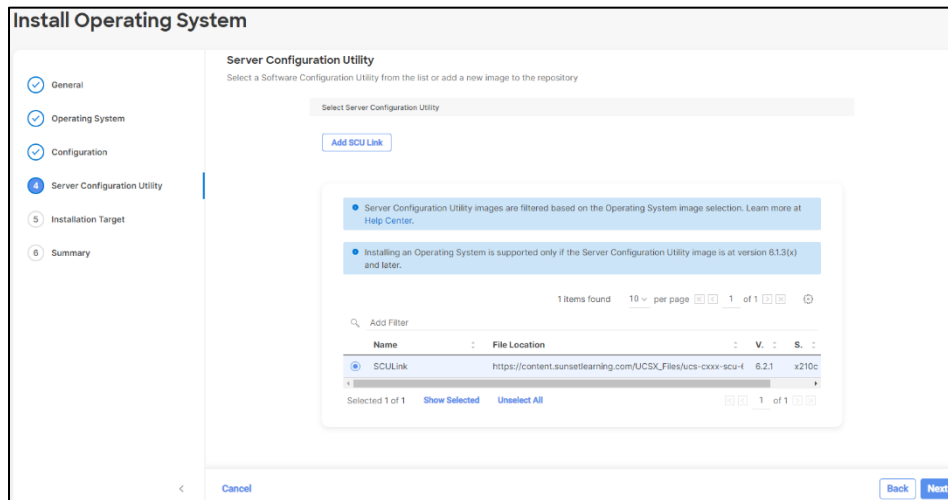 Install Operating System
General
Operating System
Configuration
4 Server Configuration Utility
5 Installation Target
6 Summary
Server Configuration Utility
Select a Software Configuration Utility from the list or add a new image to the repository
Select Server Configuration Utility
Add SCU Link
Server Configuration Utility images are filtered based on the Operating System image selection. Learn more at
Help Center.
Installing an Operating System is supported only if the Server Configuration Utility image is at version 6.1.3(x)
and later.
1 items found 10 per page 1 of 1
Add Filter
Name File Location V. S.
SCULink https://content.sunsetlearning.com/UCSX_Files/ucs-cxxx-scu-6 6.2.1 x210c
Selected 1 of 1 Show Selected Unselect All 1 of 1
Cancel Back Next